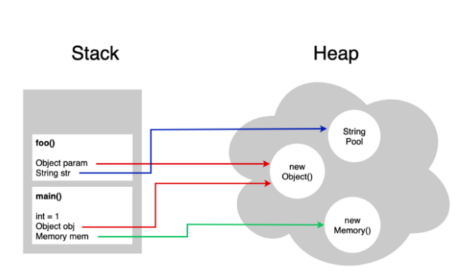 Stack
Heap
foo()
Object param
String str
main()
int = 1
Object obj
Memory mem
String
Pool
new
Object()
new
Memory()